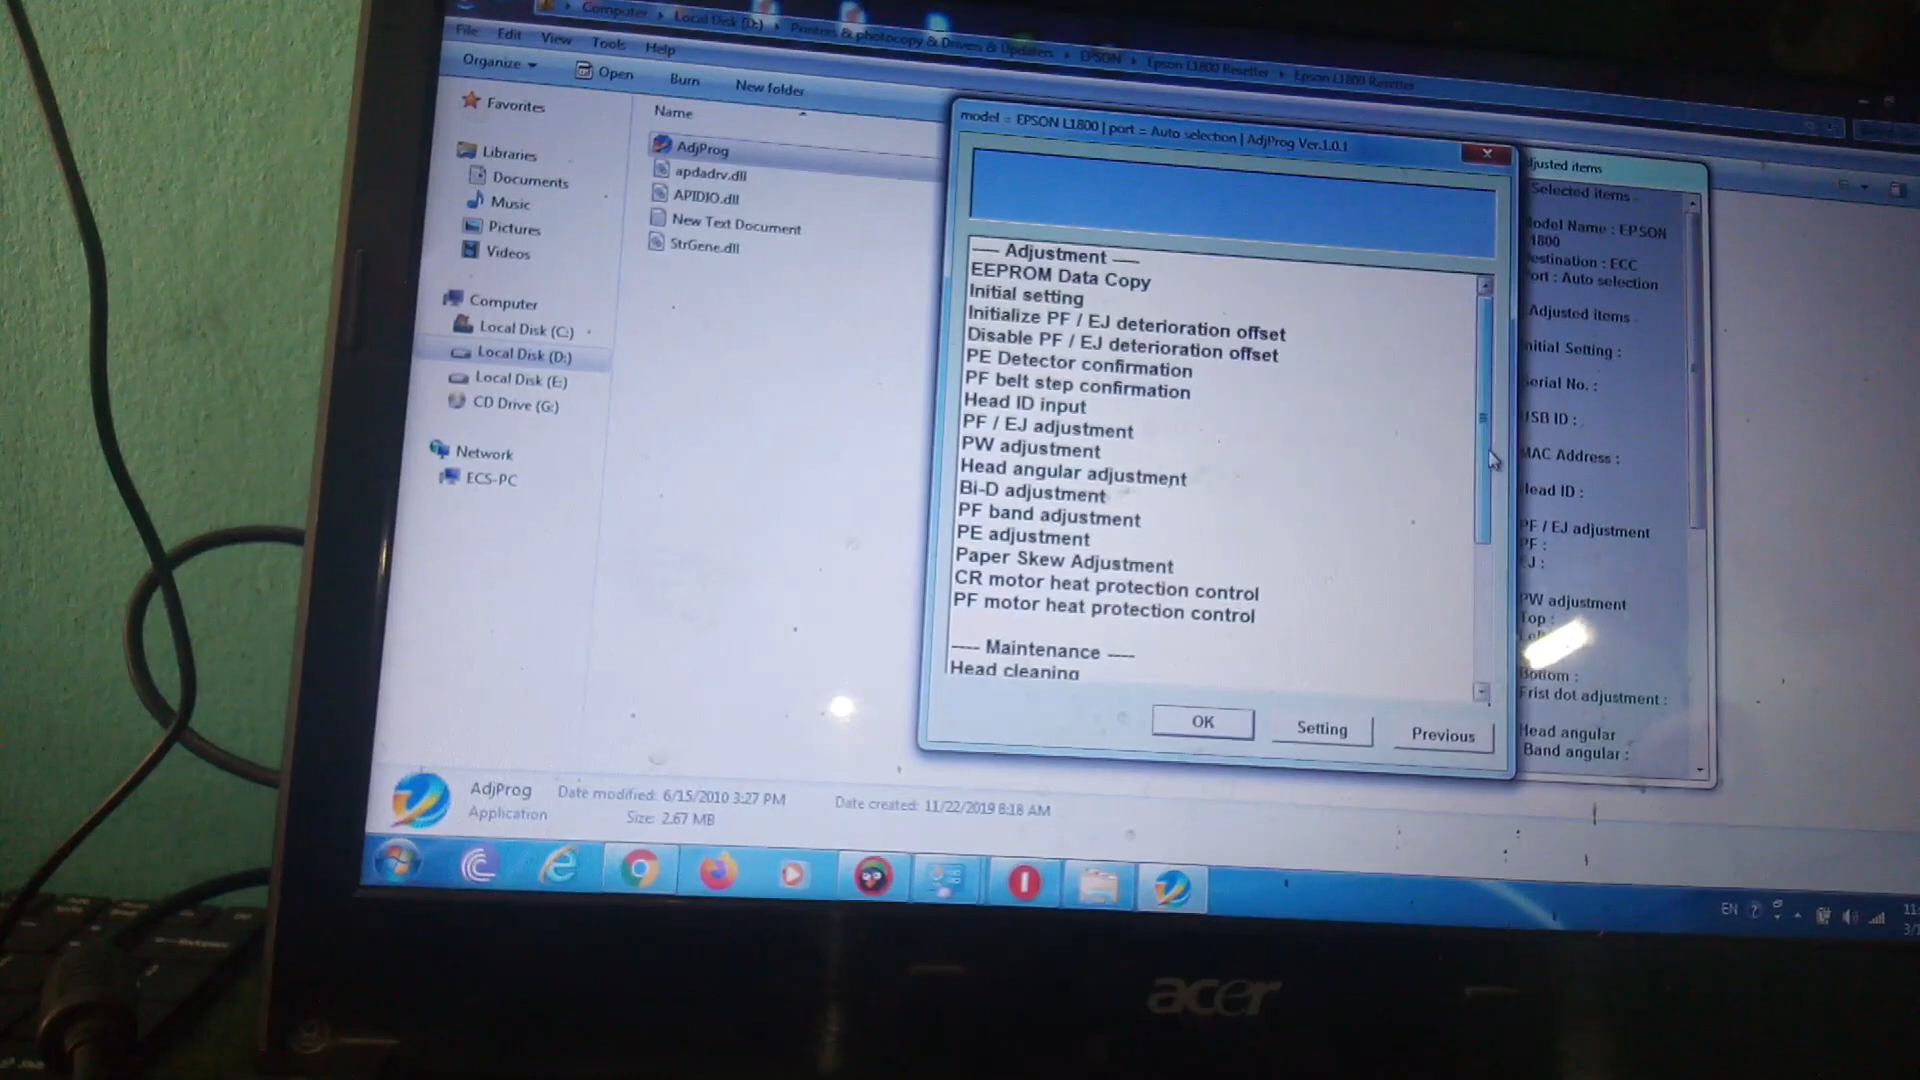 Computer
Local Disk (D:)
Printers & photocopy & Drivers & Updaters
EPSON
Epson L1800 Resetter
Epson L1800 Resetter
File Edit View Tools Help
Organize
Open
Burn
New folder
Favorites
Libraries
Documents
Music
Pictures
Videos
Computer
Local Disk (C:)
Local Disk (D:)
Local Disk (E:)
CD Drive (G:)
Network
ECS-PC
Name
AdjProg
apdadrv.dll
APIDIO.dll
New Text Document
StrGene.dll
model = EPSON L1800 | port = Auto selection | AdjProg Ver.1.0.1
---- Adjustment ----
EEPROM Data Copy
Initial setting
Initialize PF / EJ deterioration offset
Disable PF / EJ deterioration offset
PE Detector confirmation
PF belt step confirmation
Head ID input
PF / EJ adjustment
PW adjustment
Head angular adjustment
Bi-D adjustment
PF band adjustment
PE adjustment
Paper Skew Adjustment
CR motor heat protection control
PF motor heat protection control
---- Maintenance ----
Head cleaning
OK
Setting
Previous
djusted items
Selected items -
odel Name : EPSON
1800
estination : ECC
ort : Auto selection
Adjusted items
nitial Setting :
erial No. :
USB ID :
MAC Address :
Head ID :
PF / EJ adjustment
PF :
EJ :
PW adjustment
Top :
Bottom :
Frist dot adjustment :
Head angular
Band angular :
AdjProg
Application
Date modified: 6/15/2010 3:27 PM
Size: 2.67 MB
Date created: 11/22/2019 8:18 AM
EN
acer